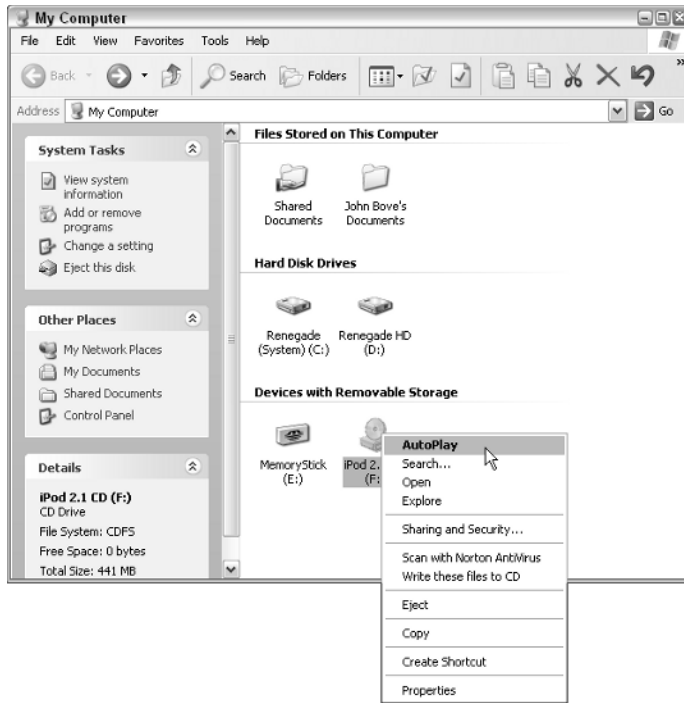 My Computer
File Edit View Favorites Tools Help
Back Search Folders
Address My Computer Go
System Tasks
View system
information
Add or remove
programs
Change a setting
Eject this disk
Other Places
My Network Places
My Documents
Shared Documents
Control Panel
Details
iPod 2.1 CD (F:)
CD Drive
File System: CDFS
Free Space: 0 bytes
Total Size: 441 MB
Files Stored on This Computer
Shared
Documents
John Bove's
Documents
Hard Disk Drives
Renegade
(System) (C:)
Renegade HD
(D:)
Devices with Removable Storage
MemoryStick
(E:)
iPod 2.
(F:
AutoPlay
Search...
Open
Explore
Sharing and Security...
Scan with Norton AntiVirus
Write these files to CD
Eject
Copy
Create Shortcut
Properties